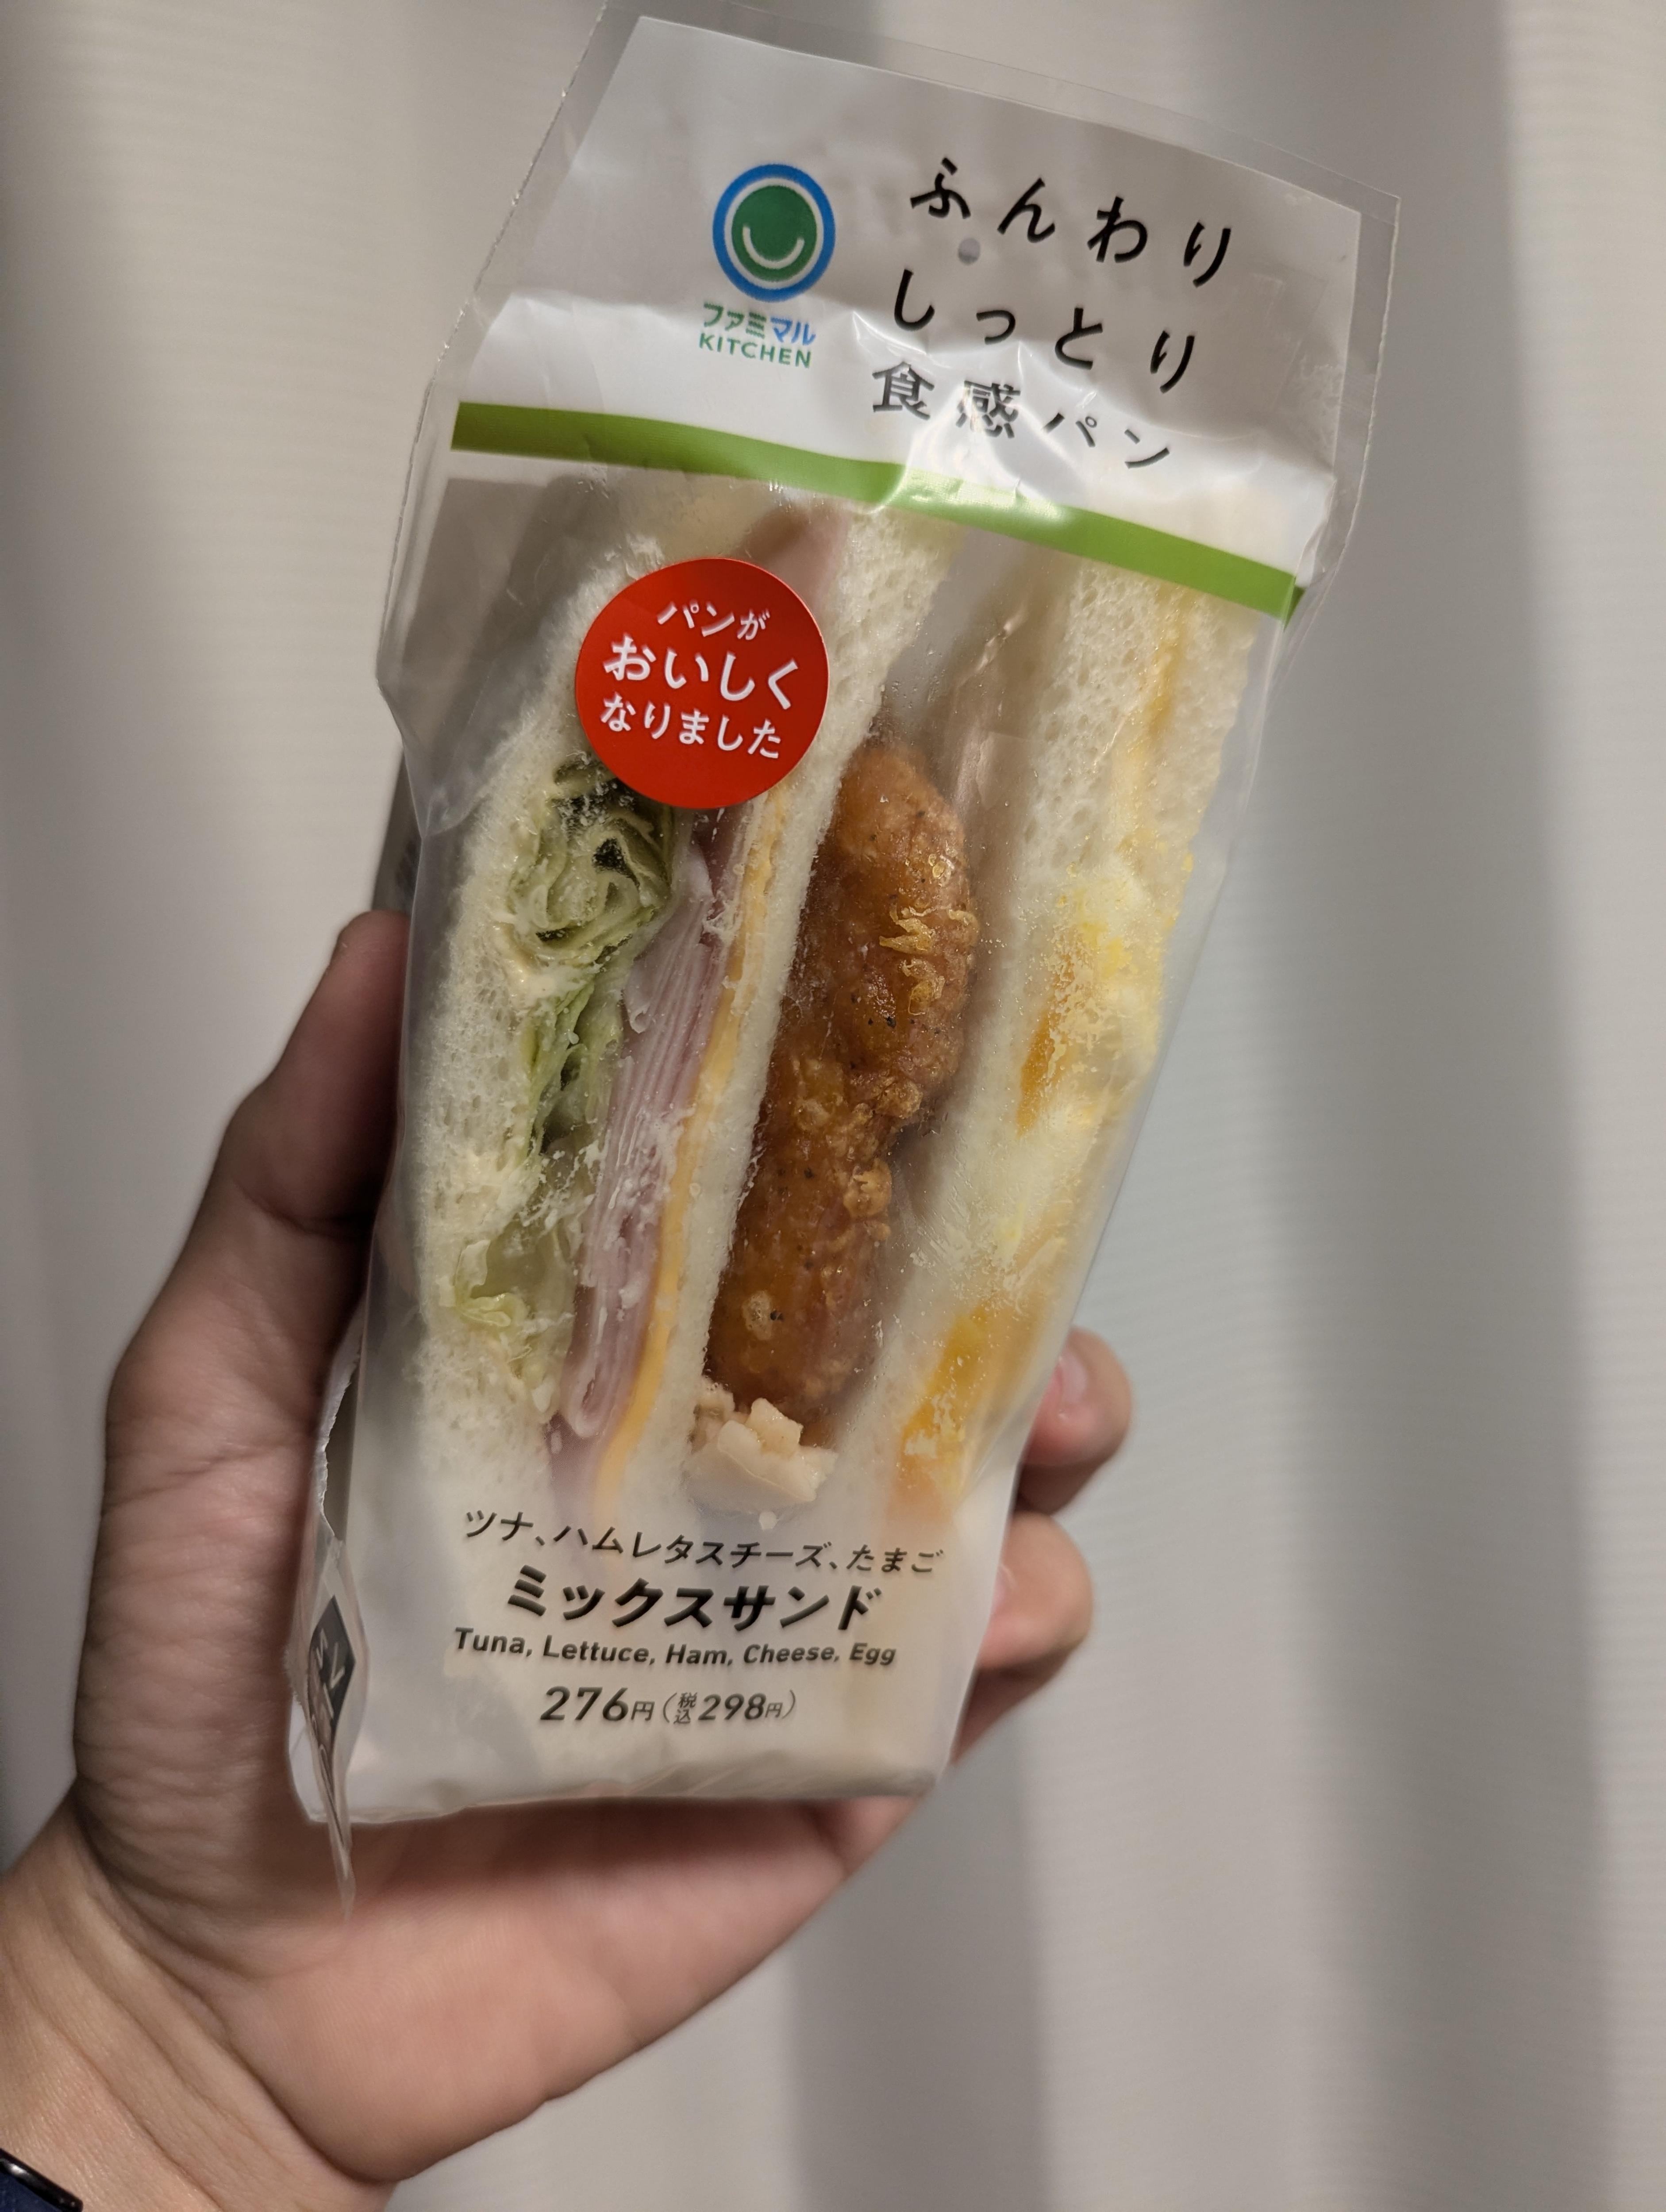 ふんわり
しっとり
食感パン
ファミマル
KITCHEN
パンが
おいしく
なりました
ツナ、ハムレタスチーズ、たまご
ミックスサンド
Tuna, Lettuce, Ham, Cheese, Egg
276円(税込298円)